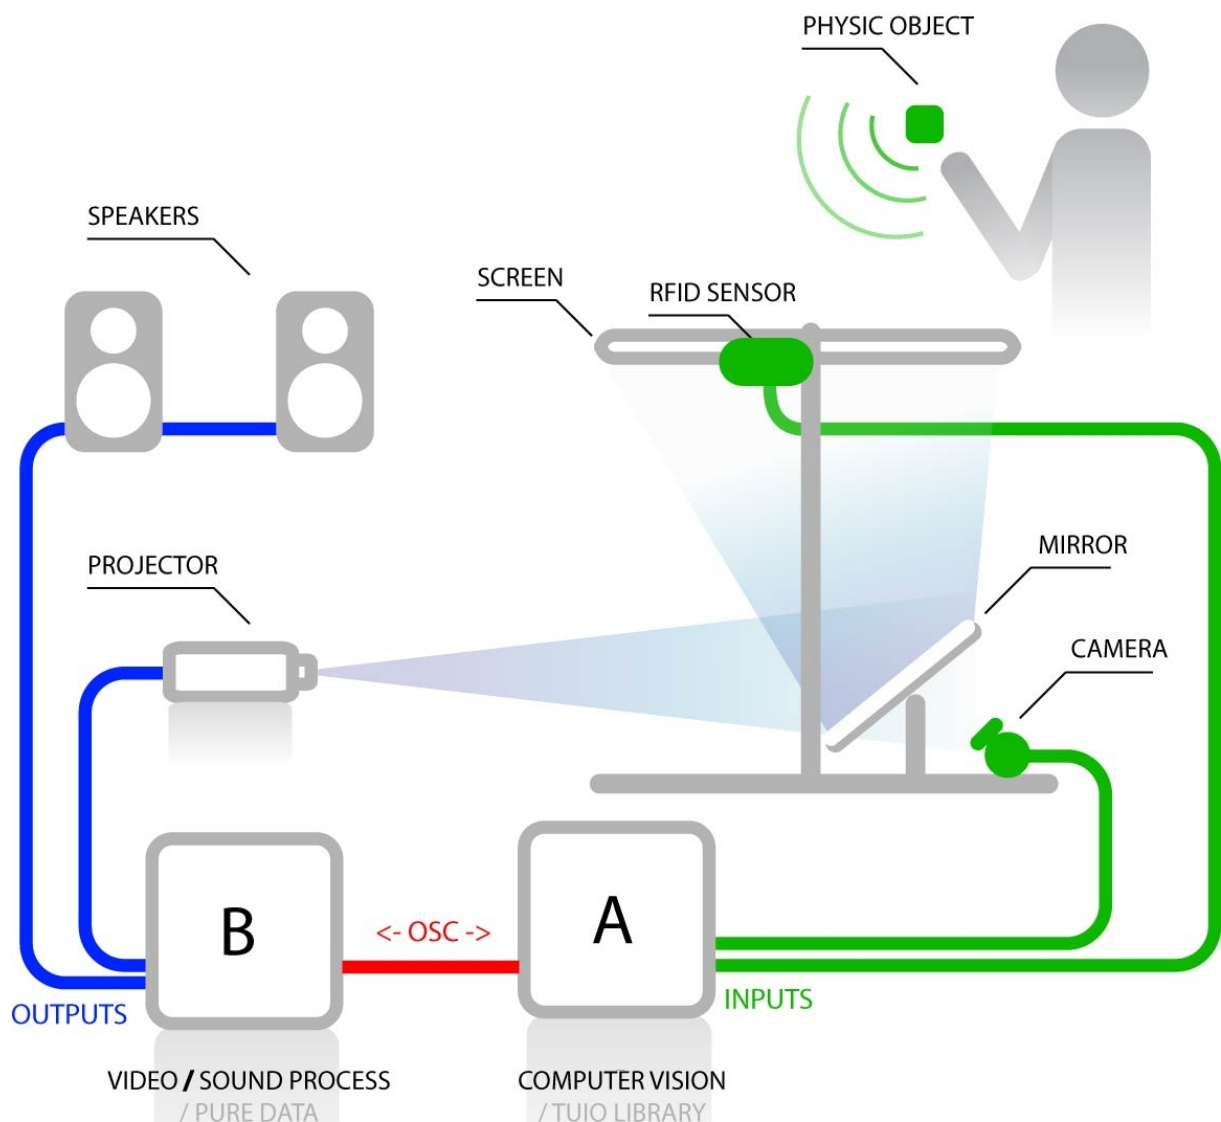 PHYSIC OBJECT
SPEAKERS
SCREEN
RFID SENSOR
PROJECTOR
MIRROR
CAMERA
B
<- OSC ->
A
OUTPUTS
INPUTS
VIDEO / SOUND PROCESS
/ PURE DATA
COMPUTER VISION
/ TUIO LIBRARY